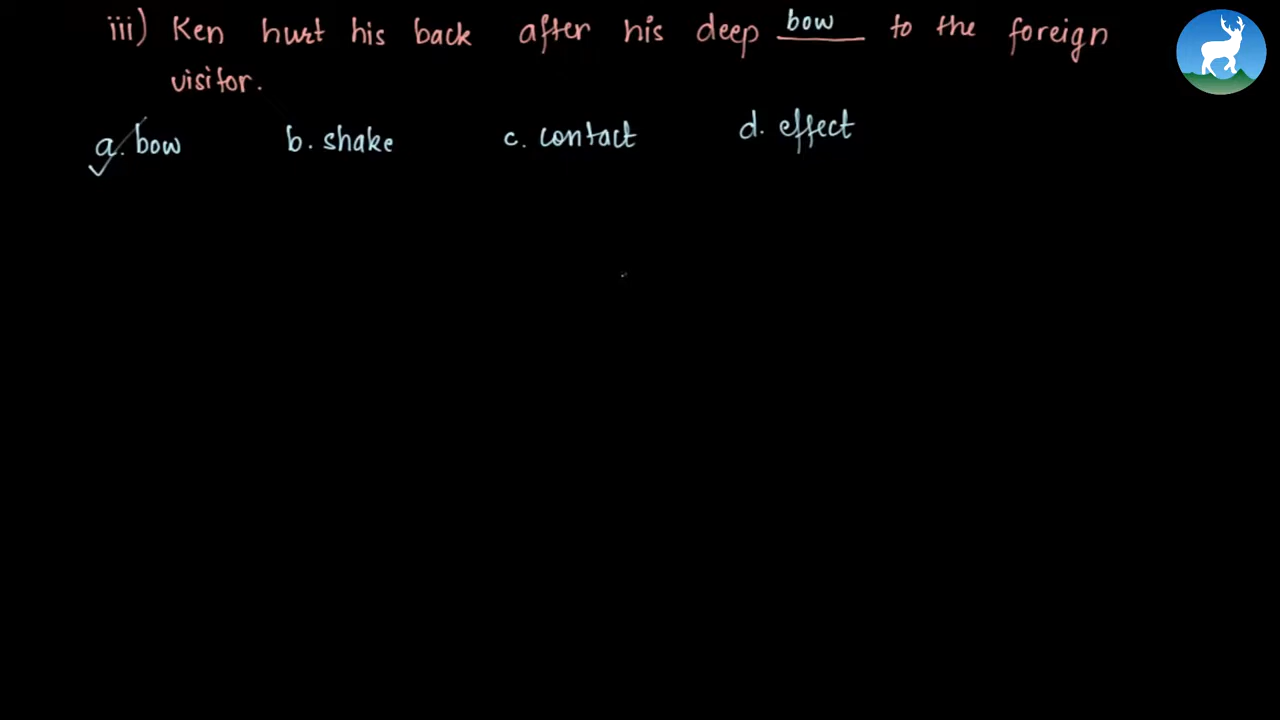 iii) Ken hurt his back after his deep bow to the foreign
visitor.
a. bow b. shake c. contact d. effect